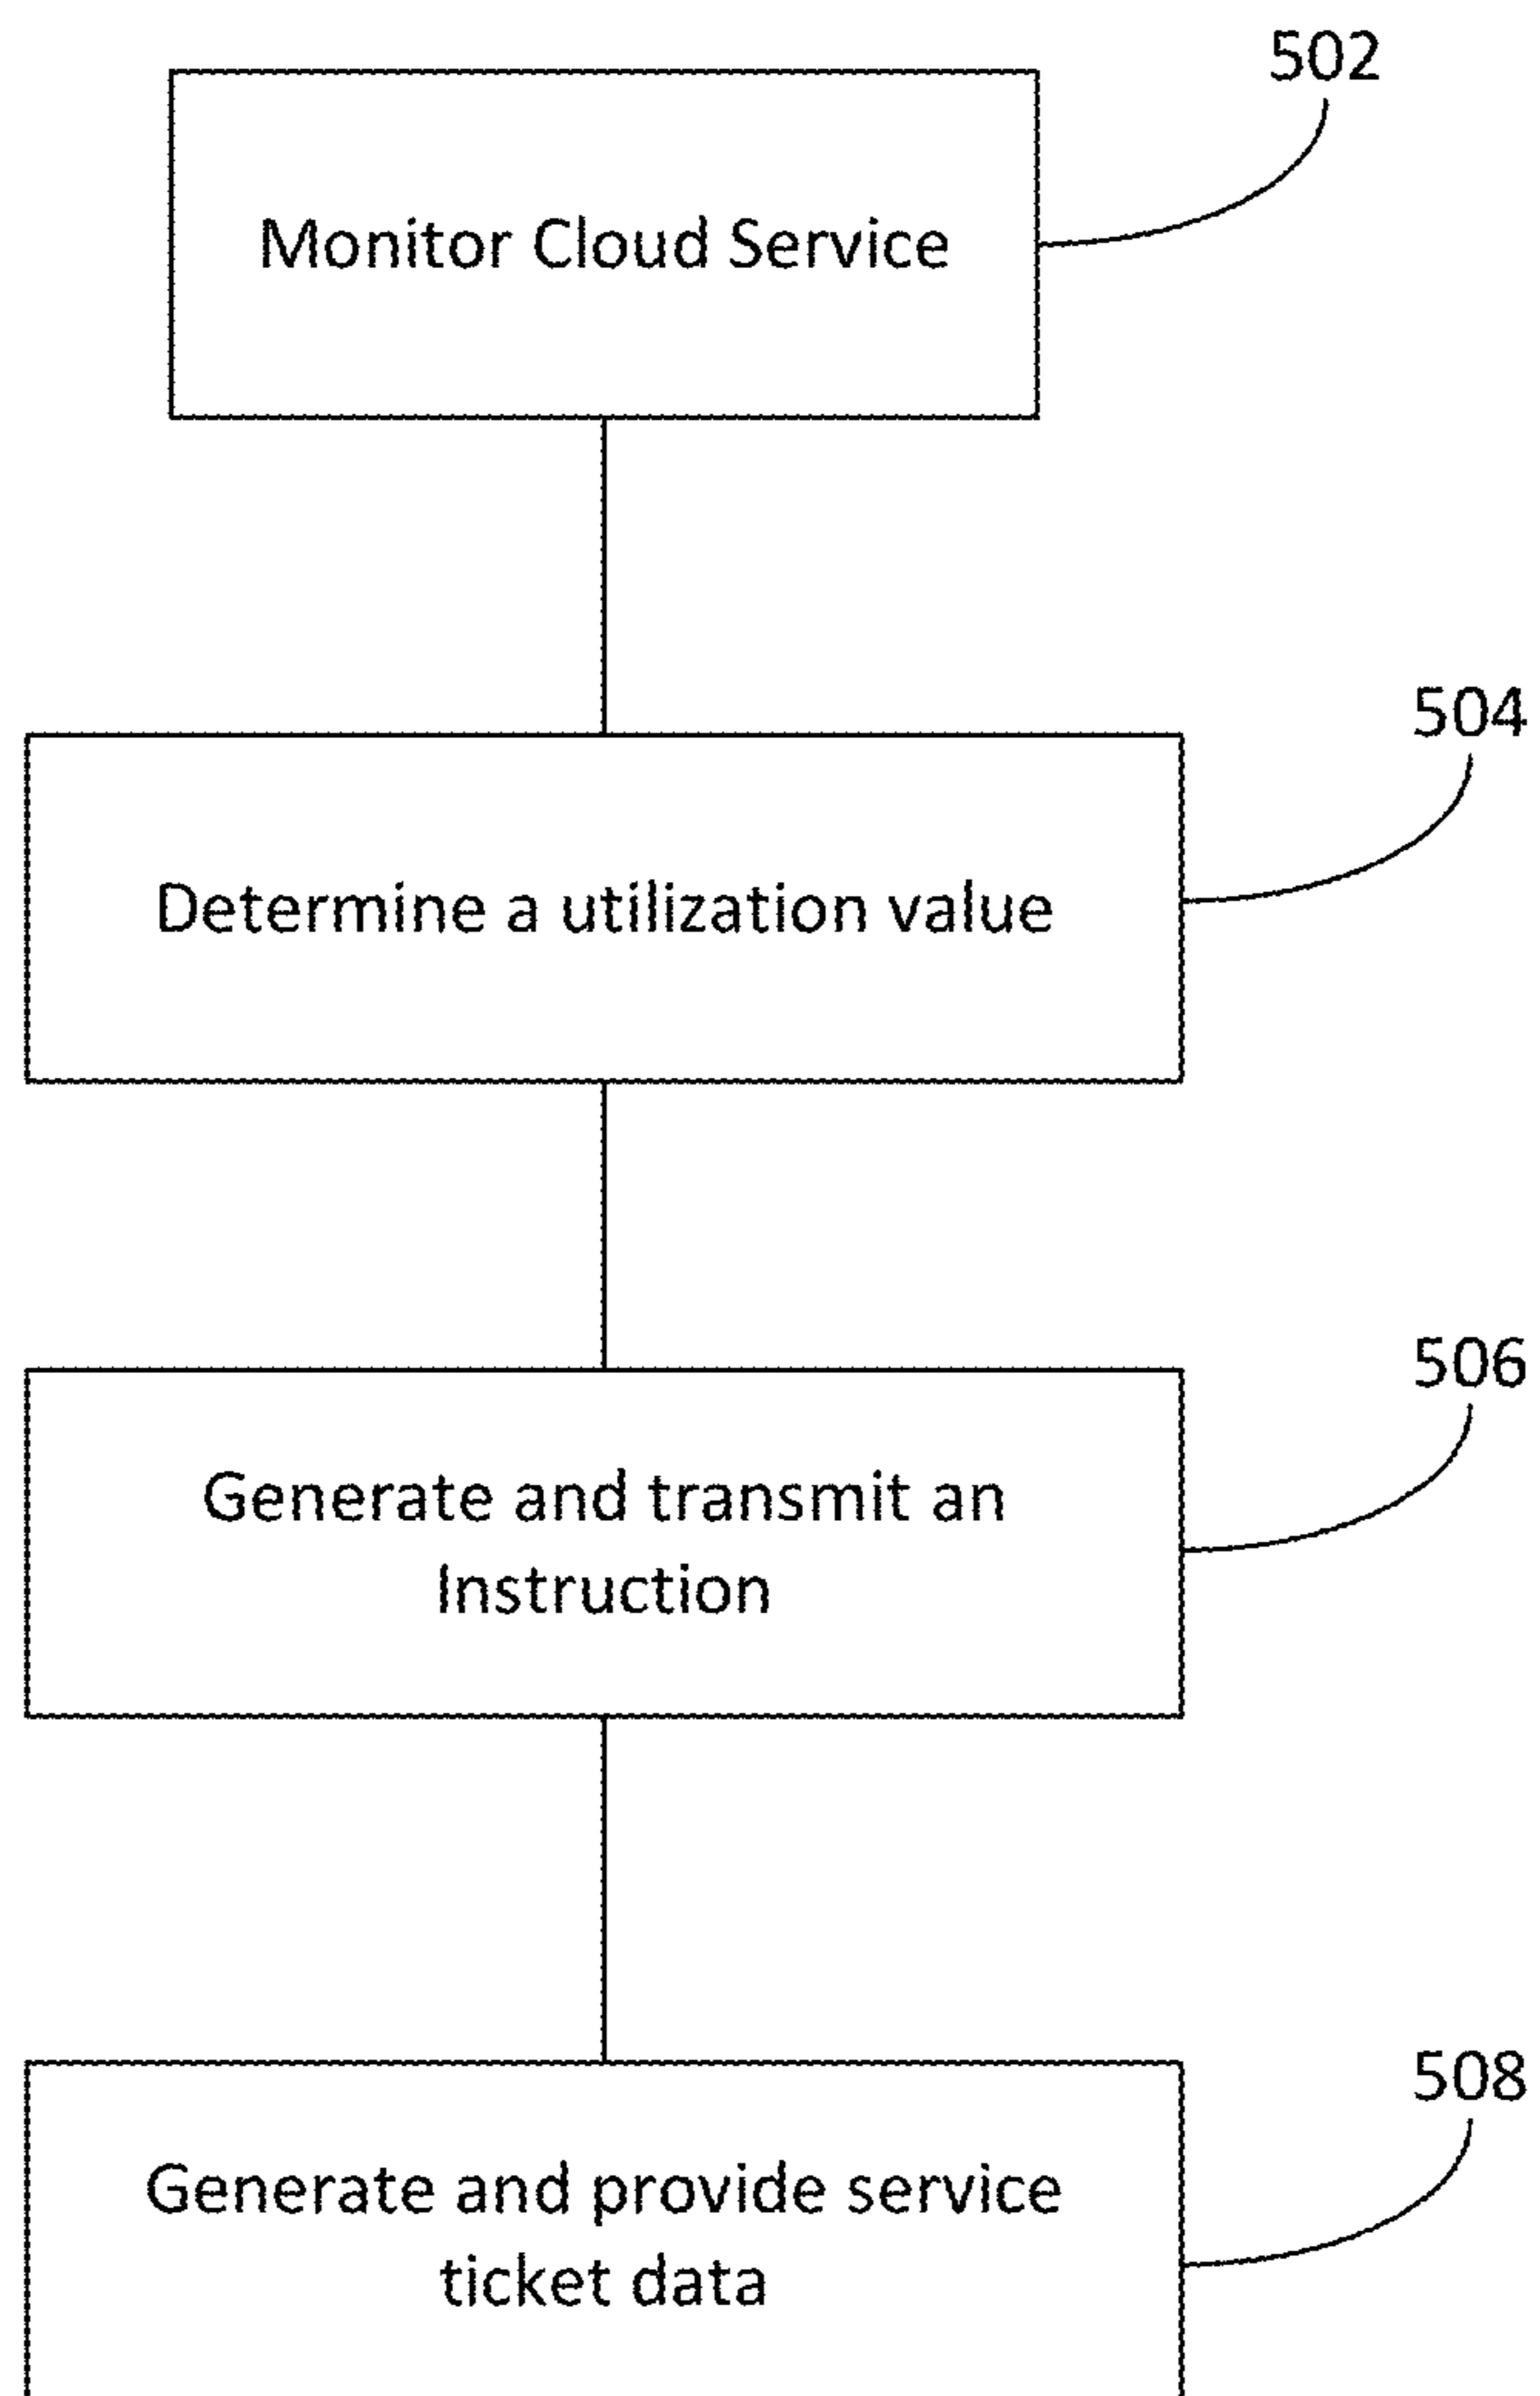 502
Monitor Cloud Service
504
Determine a utilization value
506
Generate and transmit an
Instruction
508
Generate and provide service
ticket data